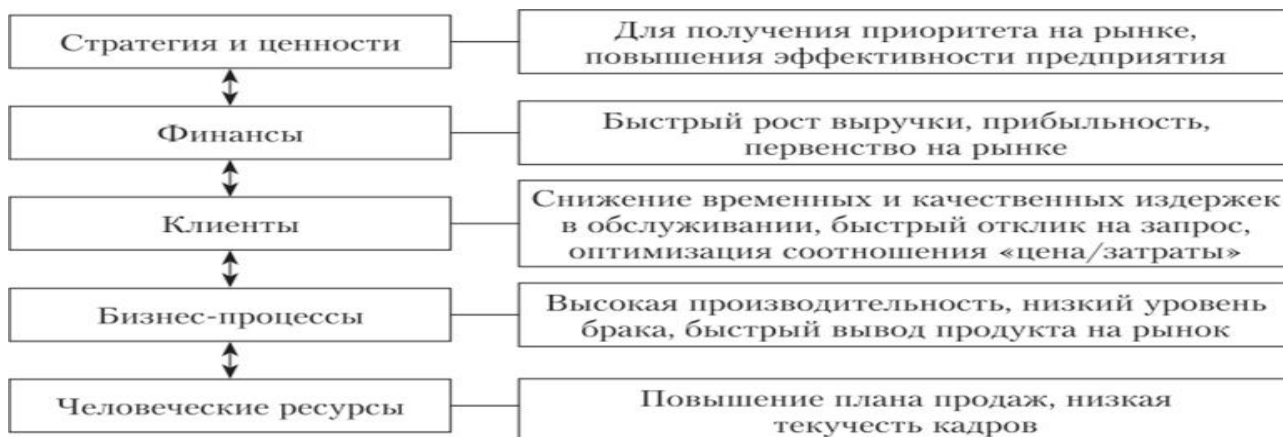 Стратегия и ценности
Для получения приоритета на рынке,
повышения эффективности предприятия
Финансы
Быстрый рост выручки, прибыльность,
первенство на рынке
Клиенты
Снижение временных и качественных издержек
в обслуживании, быстрый отклик на запрос,
оптимизация соотношения «цена/затраты»
Бизнес-процессы
Высокая производительность, низкий уровень
брака, быстрый вывод продукта на рынок
Человеческие ресурсы
Повышение плана продаж, низкая
текучесть кадров